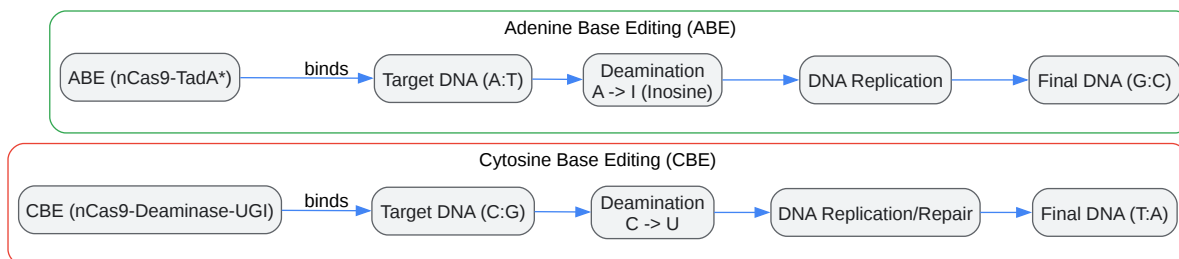 Adenine Base Editing (ABE)
ABE (nCas9-TadA*)
binds
Target DNA (A:T)
Deamination
A -> I (Inosine)
DNA Replication
Final DNA (G:C)
Cytosine Base Editing (CBE)
CBE (nCas9-Deaminase-UGI)
binds
Target DNA (C:G)
Deamination
C -> U
DNA Replication/Repair
Final DNA (T:A)